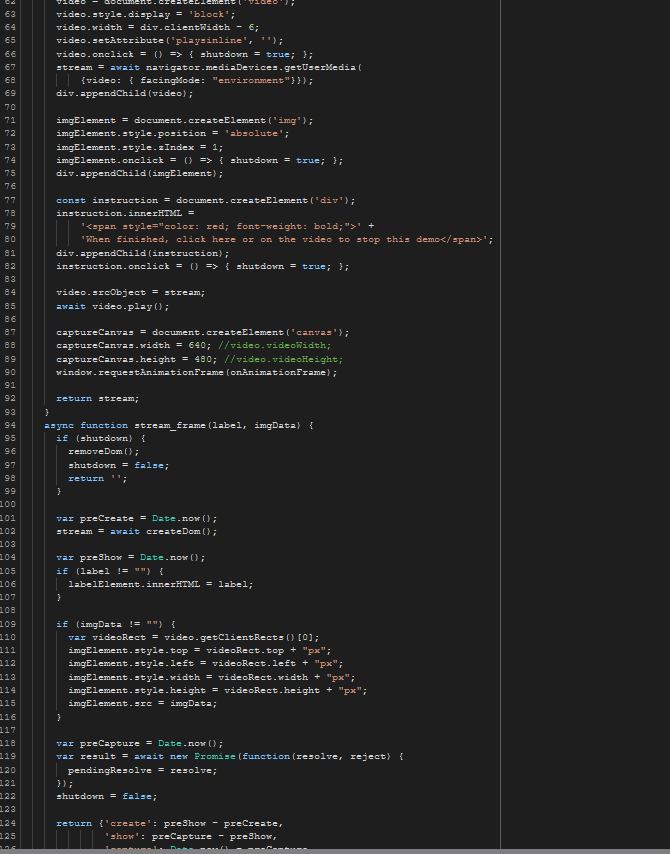 62 video = document.createElement('video');
63 video.style.display = 'block';
64 video.width = div.clientWidth - 6;
65 video.setAttribute('playsinline', '');
66 video.onclick = () => { shutdown = true; };
67 stream = await navigator.mediaDevices.getUserMedia(
68 {video: { facingMode: "environment"}});
69 div.appendChild(video);
70
71 imgElement = document.createElement('img');
72 imgElement.style.position = 'absolute';
73 imgElement.style.zIndex = 1;
74 imgElement.onclick = () => { shutdown = true; };
75 div.appendChild(imgElement);
76
77 const instruction = document.createElement('div');
78 instruction.innerHTML =
79 '<span style="color: red; font-weight: bold;">' +
80 'When finished, click here or on the video to stop this demo</span>';
81 div.appendChild(instruction);
82 instruction.onclick = () => { shutdown = true; };
83
84 video.srcObject = stream;
85 await video.play();
86
87 captureCanvas = document.createElement('canvas');
88 captureCanvas.width = 640; //video.videoWidth;
89 captureCanvas.height = 480; //video.videoHeight;
90 window.requestAnimationFrame(onAnimationFrame);
91
92 return stream;
93 }
94 async function stream_frame(label, imgData) {
95 if (shutdown) {
96 removeDom();
97 shutdown = false;
98 return '';
99 }
100
101 var preCreate = Date.now();
102 stream = await createDom();
103
104 var preShow = Date.now();
105 if (label != "") {
106 labelElement.innerHTML = label;
107 }
108
109 if (imgData != "") {
110 var videoRect = video.getClientRects()[0];
111 imgElement.style.top = videoRect.top + "px";
112 imgElement.style.left = videoRect.left + "px";
113 imgElement.style.width = videoRect.width + "px";
114 imgElement.style.height = videoRect.height + "px";
115 imgElement.src = imgData;
116 }
117
118 var preCapture = Date.now();
119 var result = await new Promise(function(resolve, reject) {
120 pendingResolve = resolve;
121 });
122 shutdown = false;
123
124 return {'create': preShow - preCreate,
125 'show': preCapture - preShow,
126 'capture': Date.now() - preCapture,